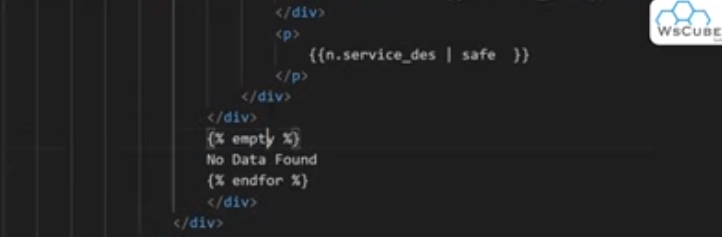 </div>
<p>
{{n.service_des | safe  }}
</p>
</div>
</div>
{% empty %}
No Data Found
{% endfor %}
</div>
</div>
WsCube